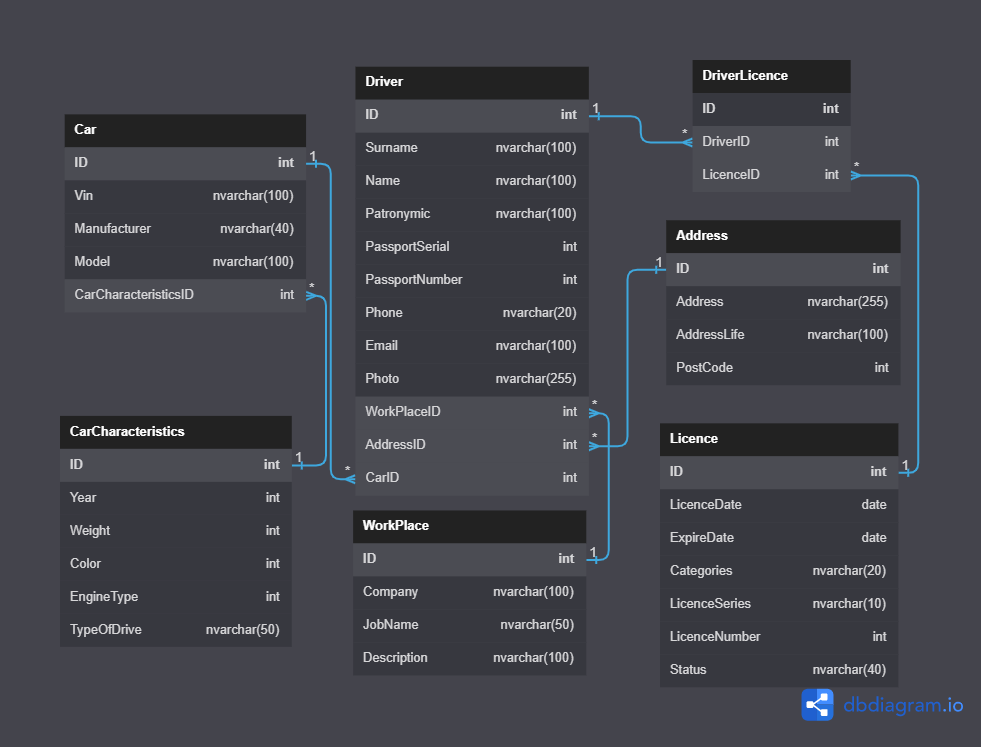 Car
ID int
Vin nvarchar(100)
Manufacturer nvarchar(40)
Model nvarchar(100)
CarCharacteristicsID int
1
*
CarCharacteristics
ID int
Year int
Weight int
Color int
EngineType int
TypeOfDrive nvarchar(50)
1
Driver
ID int
Surname nvarchar(100)
Name nvarchar(100)
Patronymic nvarchar(100)
PassportSerial int
PassportNumber int
Phone nvarchar(20)
Email nvarchar(100)
Photo nvarchar(255)
WorkPlaceID int
AddressID int
CarID int
1
*
*
*
WorkPlace
ID int
Company nvarchar(100)
JobName nvarchar(50)
Description nvarchar(100)
1
DriverLicence
ID int
DriverID int
LicenceID int
*
*
Address
ID int
Address nvarchar(255)
AddressLife nvarchar(100)
PostCode int
1
Licence
ID int
LicenceDate date
ExpireDate date
Categories nvarchar(20)
LicenceSeries nvarchar(10)
LicenceNumber int
Status nvarchar(40)
1
dbdiagram.io